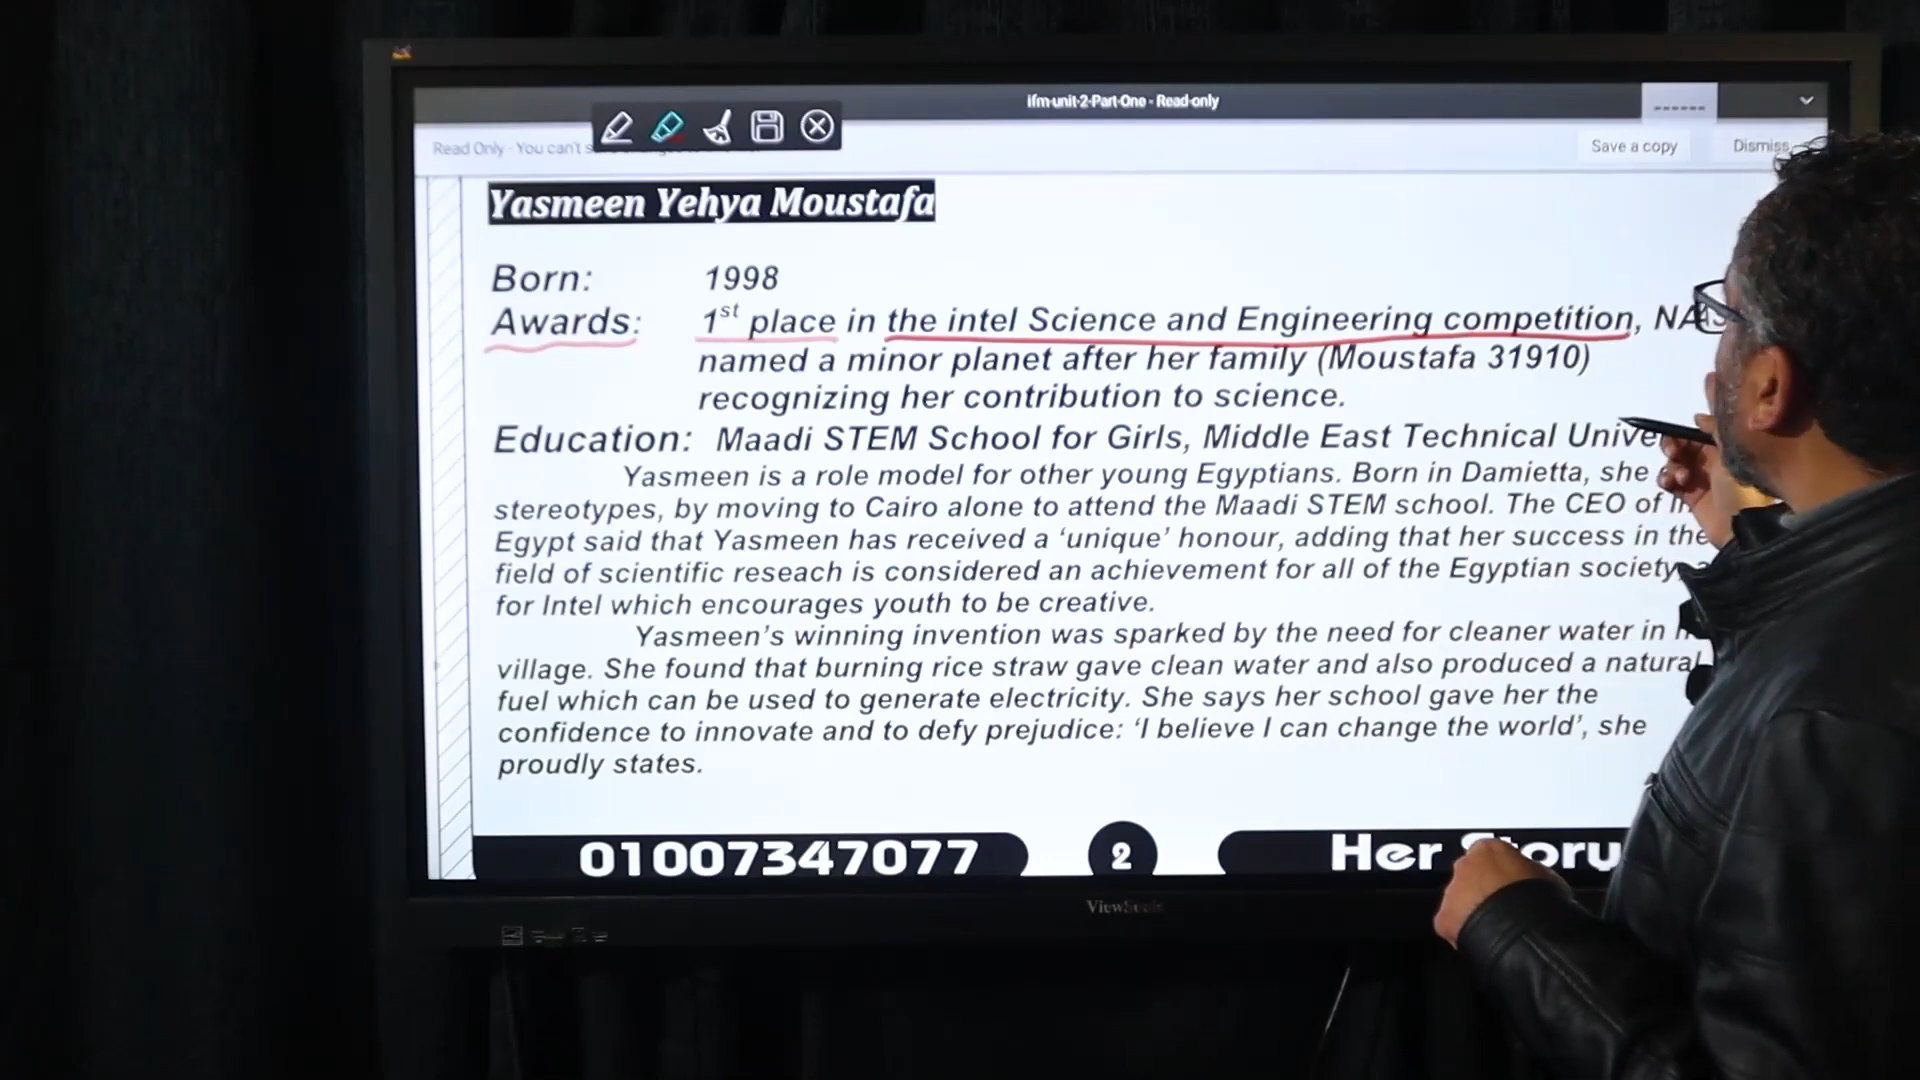 ifm-unit-2-Part-One - Read-only
Read Only - You can't
Save a copy
Dismiss
Yasmeen Yehya Moustafa
Born: 1998
Awards: 1st place in the intel Science and Engineering competition,
named a minor planet after her family (Moustafa 31910)
recognizing her contribution to science.
Education: Maadi STEM School for Girls, Middle East Technical
Yasmeen is a role model for other young Egyptians. Born in Damietta, she
stereotypes, by moving to Cairo alone to attend the Maadi STEM school. The CEO of
Egypt said that Yasmeen has received a ‘unique’ honour, adding that her success in the
field of scientific reseach is considered an achievement for all of the Egyptian society,
for Intel which encourages youth to be creative.
Yasmeen’s winning invention was sparked by the need for cleaner water in
village. She found that burning rice straw gave clean water and also produced a natural
fuel which can be used to generate electricity. She says her school gave her the
confidence to innovate and to defy prejudice: ‘I believe I can change the world’, she
proudly states.
01007347077
2
Her Story
ViewSonic